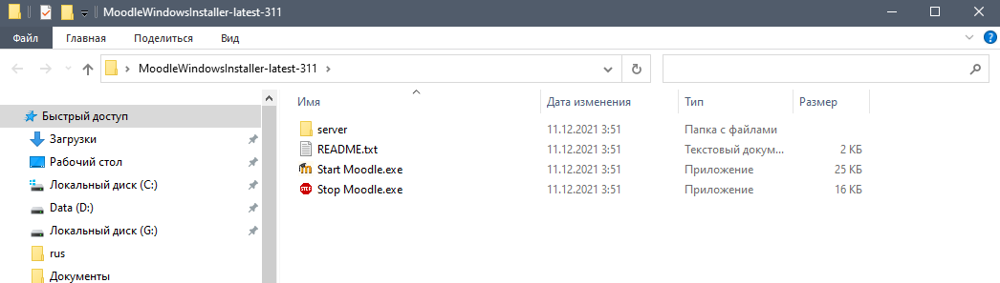 MoodleWindowsInstaller-latest-311
Файл Главная Поделиться Вид
MoodleWindowsInstaller-latest-311
Имя Дата изменения Тип Размер
Быстрый доступ
Загрузки
Рабочий стол
Локальный диск (C:)
Data (D:)
Локальный диск (G:)
rus
Документы
server 11.12.2021 3:51 Папка с файлами
README.txt 11.12.2021 3:51 Текстовый докум... 2 КБ
Start Moodle.exe 11.12.2021 3:51 Приложение 25 КБ
Stop Moodle.exe 11.12.2021 3:51 Приложение 16 КБ